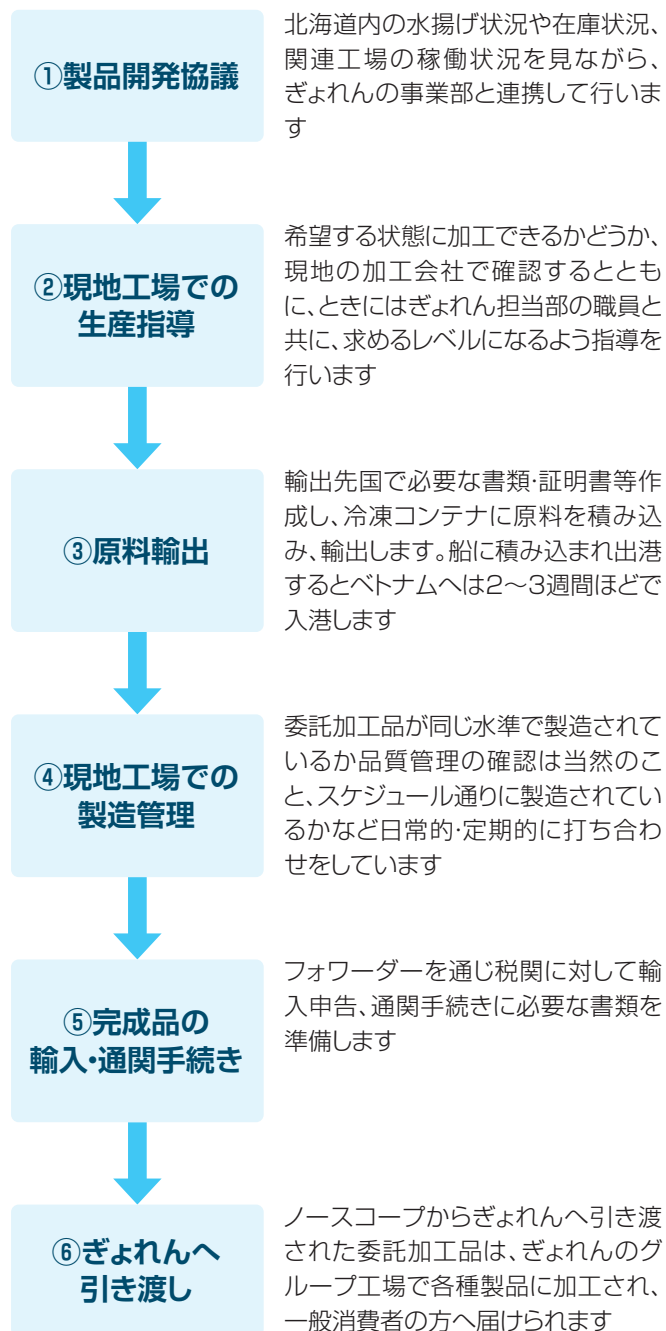 ①製品開発協議
北海道内の水揚げ状況や在庫状況、
関連工場の稼働状況を見ながら、
ぎょれんの事業部と連携して行いま
す
②現地工場での
生産指導
希望する状態に加工できるかどうか、
現地の加工会社で確認するととも
に、ときにはぎょれん担当部の職員と
共に、求めるレベルになるよう指導を
行います
③原料輸出
輸出先国で必要な書類・証明書等作
成し、冷凍コンテナに原料を積み込
み、輸出します。船に積み込まれ出港
するとベトナムへは2〜3週間ほどで
入港します
④現地工場での
製造管理
委託加工品が同じ水準で製造されて
いるか品質管理の確認は当然のこ
と、スケジュール通りに製造されてい
るかなど日常的・定期的に打ち合わ
せをしています
⑤完成品の
輸入・通関手続き
フォワーダーを通じ税関に対して輸
入申告、通関手続きに必要な書類を
準備します
⑥ぎょれんへ
引き渡し
ノースコープからぎょれんへ引き渡
された委託加工品は、ぎょれんのグ
ループ工場で各種製品に加工され、
一般消費者の方へ届けられます